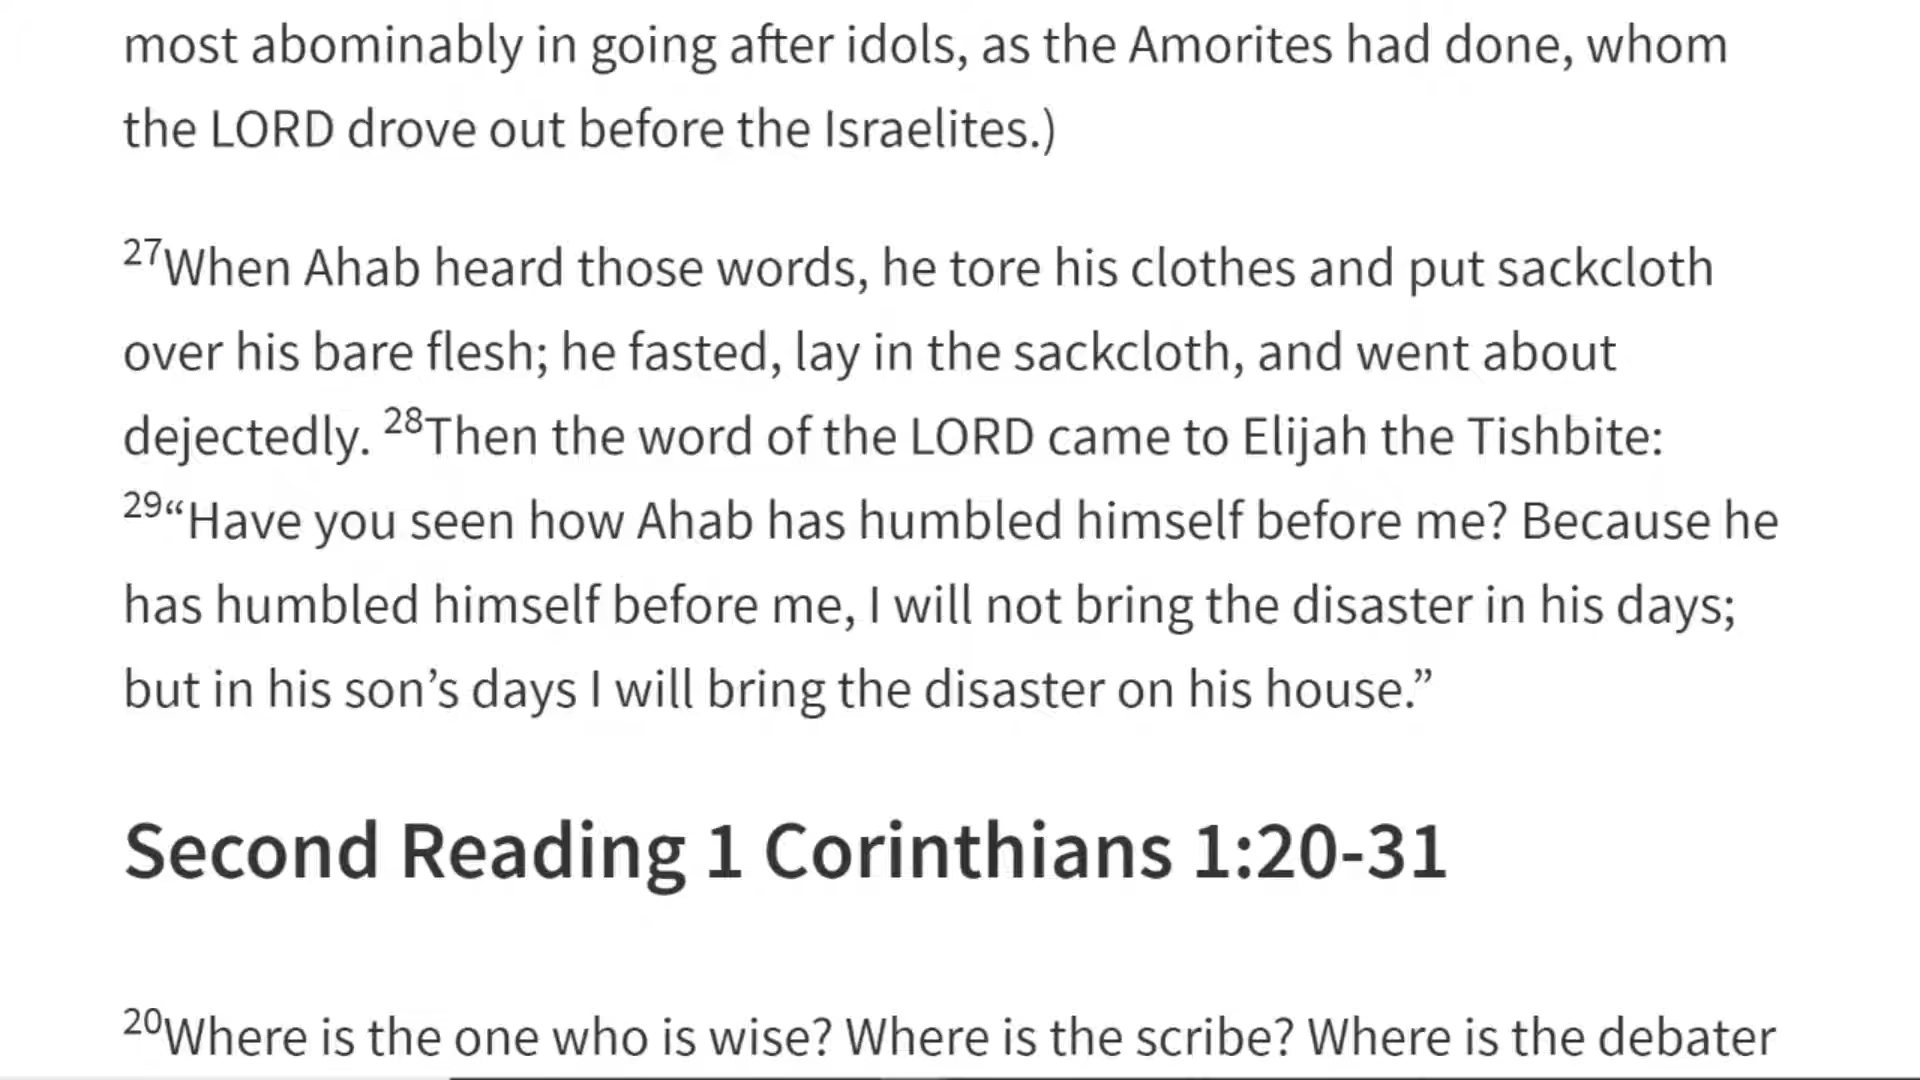 most abominably in going after idols, as the Amorites had done, whom
the LORD drove out before the Israelites.)
27When Ahab heard those words, he tore his clothes and put sackcloth
over his bare flesh; he fasted, lay in the sackcloth, and went about
dejectedly. 28Then the word of the LORD came to Elijah the Tishbite:
29“Have you seen how Ahab has humbled himself before me? Because he
has humbled himself before me, I will not bring the disaster in his days;
but in his son’s days I will bring the disaster on his house.”
Second Reading 1 Corinthians 1:20-31
20Where is the one who is wise? Where is the scribe? Where is the debater